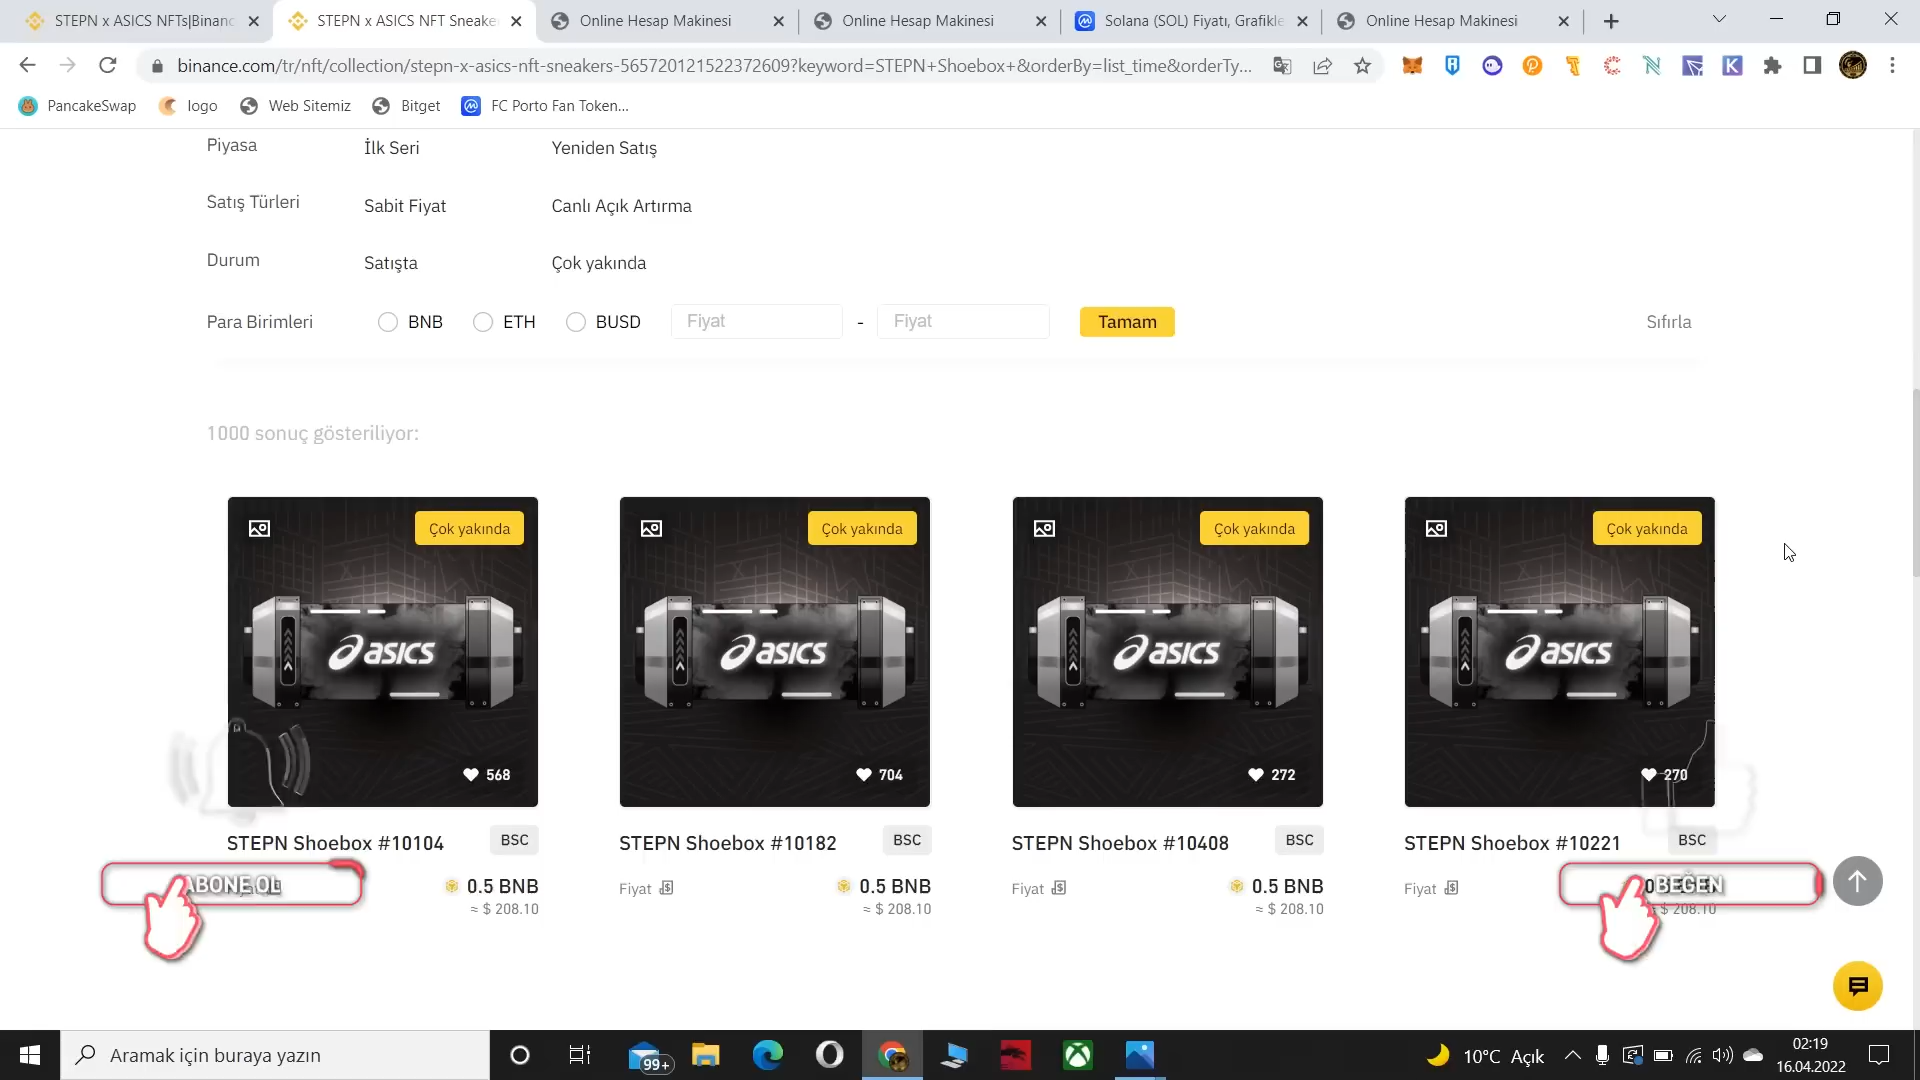 STEPN x ASICS NFTs|Binanc
STEPN x ASICS NFT Sneake
Online Hesap Makinesi
Online Hesap Makinesi
Solana (SOL) Fiyatı, Grafikle
Online Hesap Makinesi
binance.com/tr/nft/collection/stepn-x-asics-nft-sneakers-565720121522372609?keyword=STEPN+Shoebox+&orderBy=list_time&orderTy...
PancakeSwap
logo
Web Sitemiz
Bitget
FC Porto Fan Token...
Piyasa
İlk Seri
Yeniden Satış
Satış Türleri
Sabit Fiyat
Canlı Açık Artırma
Durum
Satışta
Çok yakında
Para Birimleri
BNB
ETH
BUSD
Fiyat
-
Fiyat
Tamam
Sıfırla
1000 sonuç gösteriliyor:
Çok yakında
Çok yakında
Çok yakında
Çok yakında
asics
asics
asics
asics
568
704
272
270
STEPN Shoebox #10104
BSC
STEPN Shoebox #10182
BSC
STEPN Shoebox #10408
BSC
STEPN Shoebox #10221
BSC
ABONE OL
0.5 BNB
≈ $ 208.10
Fiyat
0.5 BNB
≈ $ 208.10
Fiyat
0.5 BNB
≈ $ 208.10
Fiyat
BEĞEN
≈ $ 208.10
Aramak için buraya yazın
99+
10°C Açık
02:19
16.04.2022